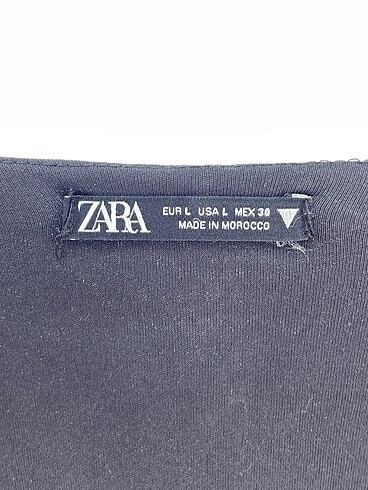 ZARA
EUR L USA L MEX 30
MADE IN MOROCCO